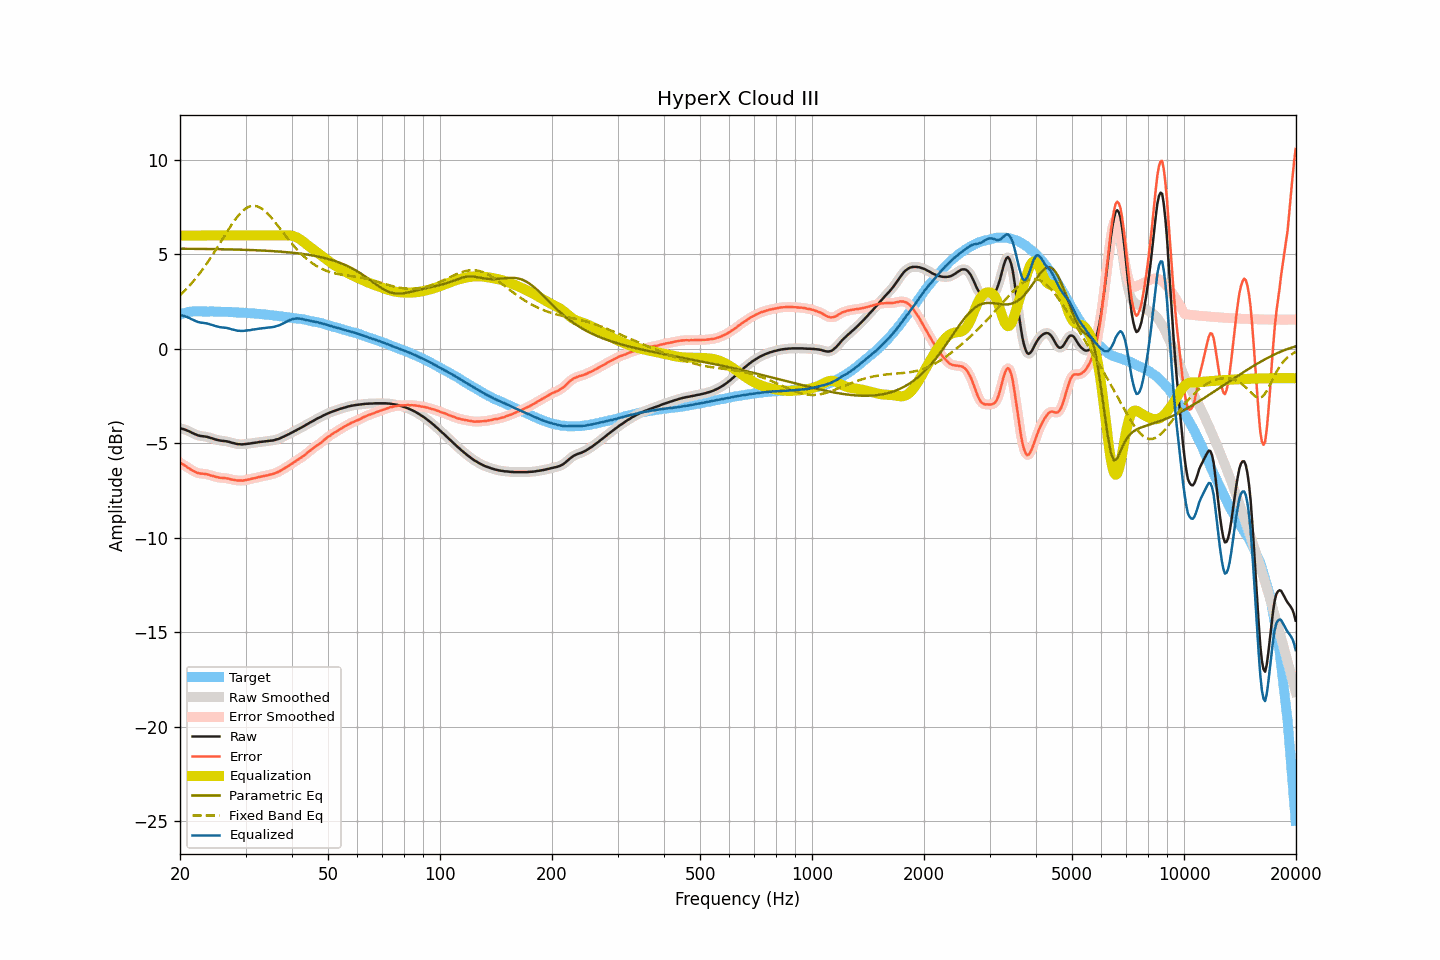 HyperX Cloud III
10
5
0
−5
−10
−15
−20
−25
Amplitude (dBr)
Target
Raw Smoothed
Error Smoothed
Raw
Error
Equalization
Parametric Eq
Fixed Band Eq
Equalized
20 50 100 200 500 1000 2000 5000 10000 20000
Frequency (Hz)